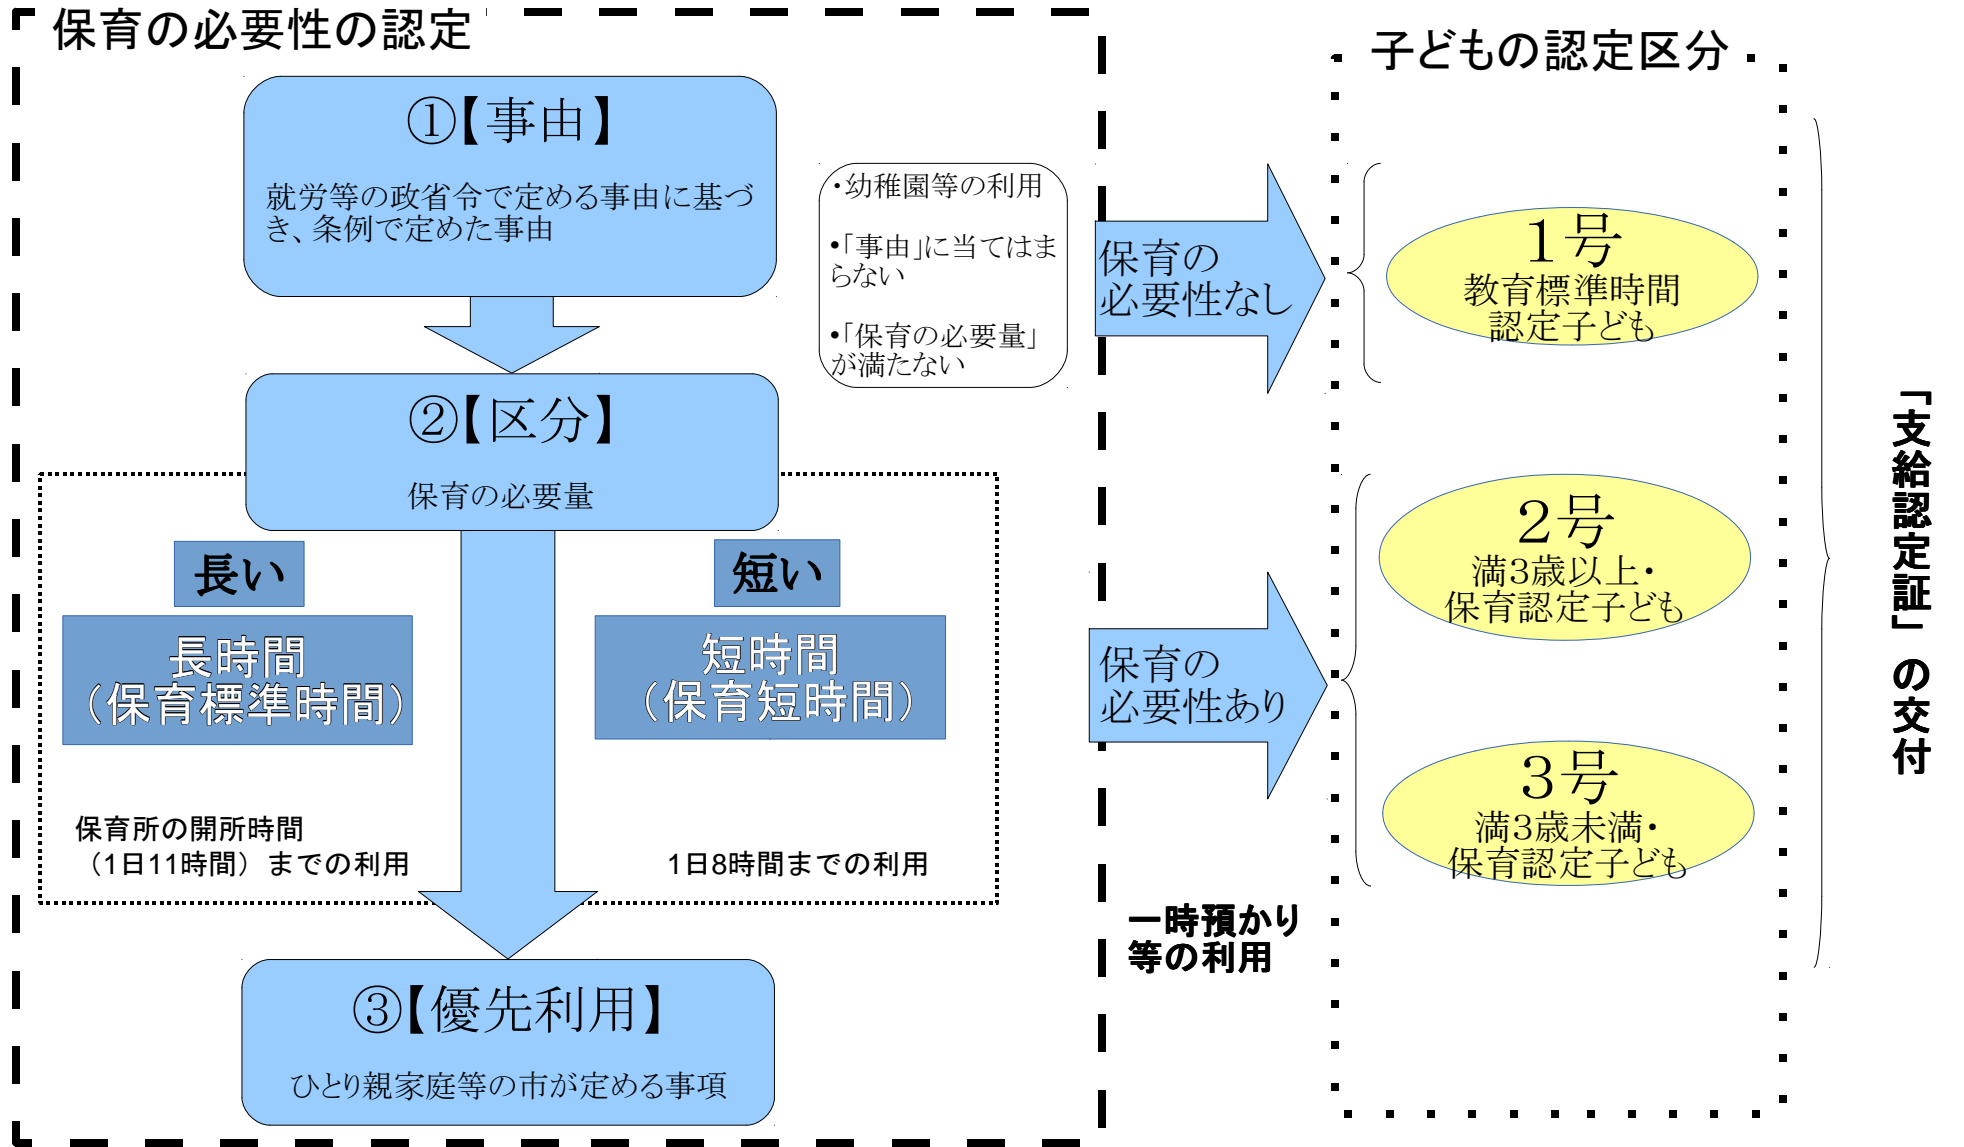 保育の必要性の認定
①【事由】
就労等の政省令で定める事由に基づ
き、条例で定めた事由
・幼稚園等の利用
•「事由」に当てはま
らない
•「保育の必要量」
が満たない
②【区分】
保育の必要量
長い
長時間
（保育標準時間）
保育所の開所時間
（1日11時間）までの利用
短い
短時間
（保育短時間）
1日8時間までの利用
③【優先利用】
ひとり親家庭等の市が定める事項
保育の
必要性なし
保育の
必要性あり
一時預かり
等の利用
子どもの認定区分
１号
教育標準時間
認定子ども
２号
満３歳以上・
保育認定子ども
３号
満３歳未満・
保育認定子ども
「支給認定証」の交付